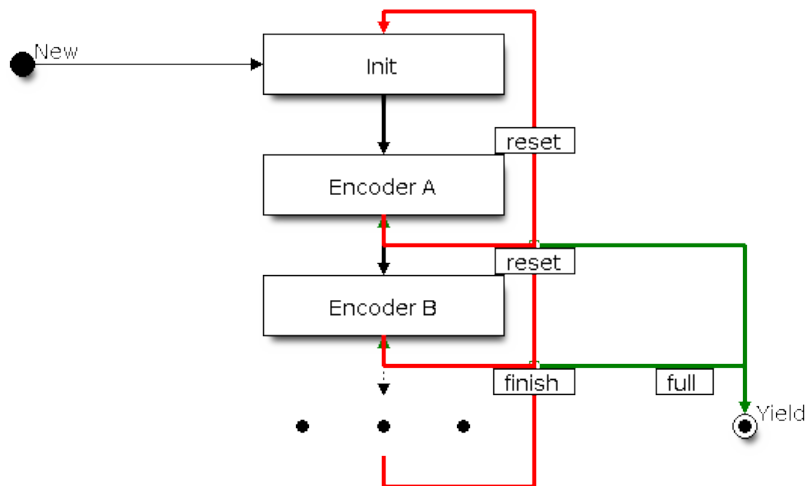 New
Init
reset
Encoder A
reset
Encoder B
finish
full
Yield